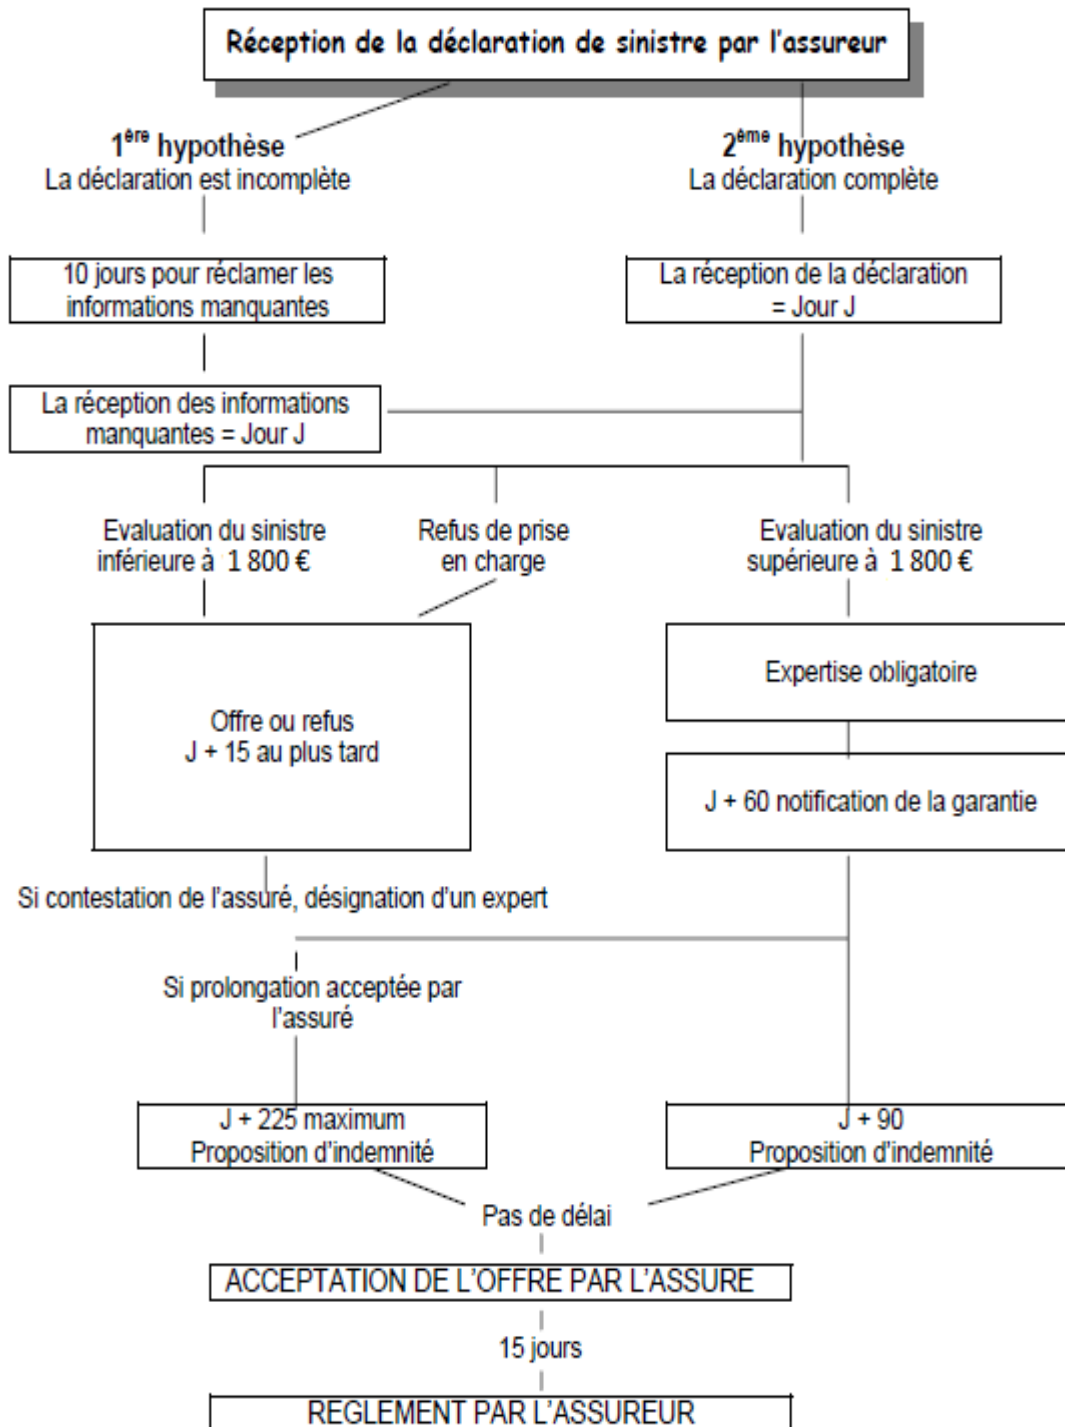 Réception de la déclaration de sinistre par l'assureur
1ère hypothèse
La déclaration est incomplète
2ème hypothèse
La déclaration complète
10 jours pour réclamer les
informations manquantes
La réception de la déclaration
= Jour J
La réception des informations
manquantes = Jour J
Evaluation du sinistre
inférieure à 1 800 €
Refus de prise
en charge
Evaluation du sinistre
supérieure à 1 800 €
Offre ou refus
J + 15 au plus tard
Expertise obligatoire
J + 60 notification de la garantie
Si contestation de l'assuré, désignation d'un expert
Si prolongation acceptée par
l'assuré
J + 225 maximum
Proposition d'indemnité
J + 90
Proposition d'indemnité
Pas de délai
ACCEPTATION DE L'OFFRE PAR L'ASSURE
15 jours
REGLEMENT PAR L'ASSUREUR